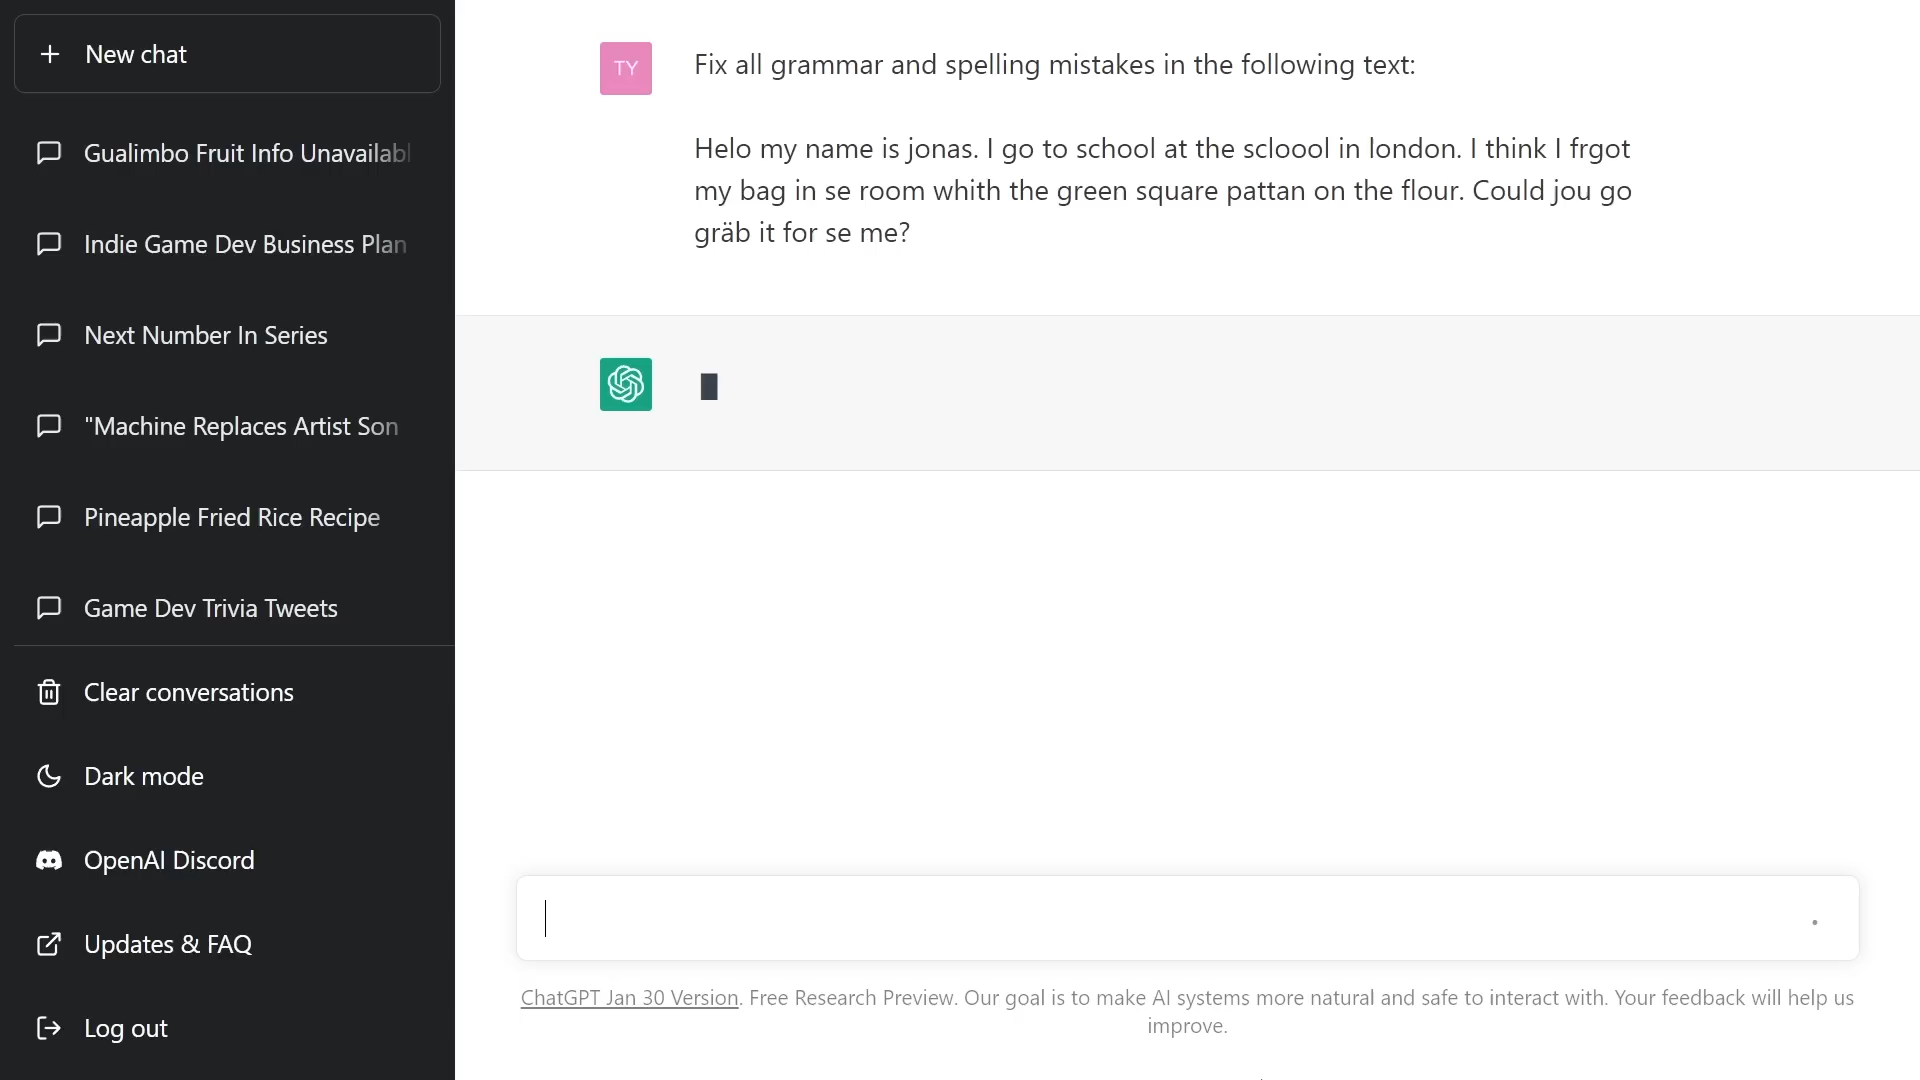 New chat
Gualimbo Fruit Info Unavailabl
Indie Game Dev Business Plan
Next Number In Series
"Machine Replaces Artist Son
Pineapple Fried Rice Recipe
Game Dev Trivia Tweets
Clear conversations
Dark mode
OpenAI Discord
Updates & FAQ
Log out
TY
Fix all grammar and spelling mistakes in the following text:
Helo my name is jonas. I go to school at the scloool in london. I think I frgot
my bag in se room whith the green square pattan on the flour. Could jou go
gräb it for se me?
ChatGPT Jan 30 Version. Free Research Preview. Our goal is to make AI systems more natural and safe to interact with. Your feedback will help us
improve.